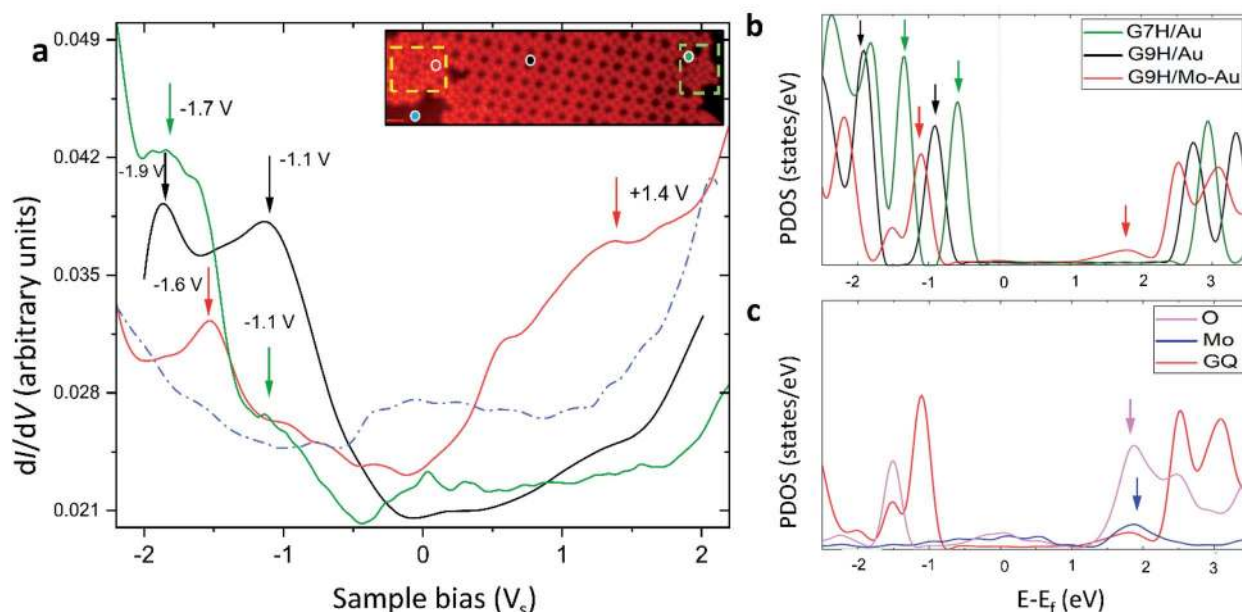 a
0.049
0.042
0.035
0.028
0.021
dI/dV (arbitrary units)
-1.7 V
-1.9 V
-1.1 V
-1.6 V
-1.1 V
+1.4 V
-2
-1
0
1
2
Sample bias (Vs)
b
G7H/Au
G9H/Au
G9H/Mo-Au
PDOS (states/eV)
-2
-1
0
1
2
3
c
O
Mo
GQ
PDOS (states/eV)
-2
-1
0
1
2
3
E-Ef (eV)